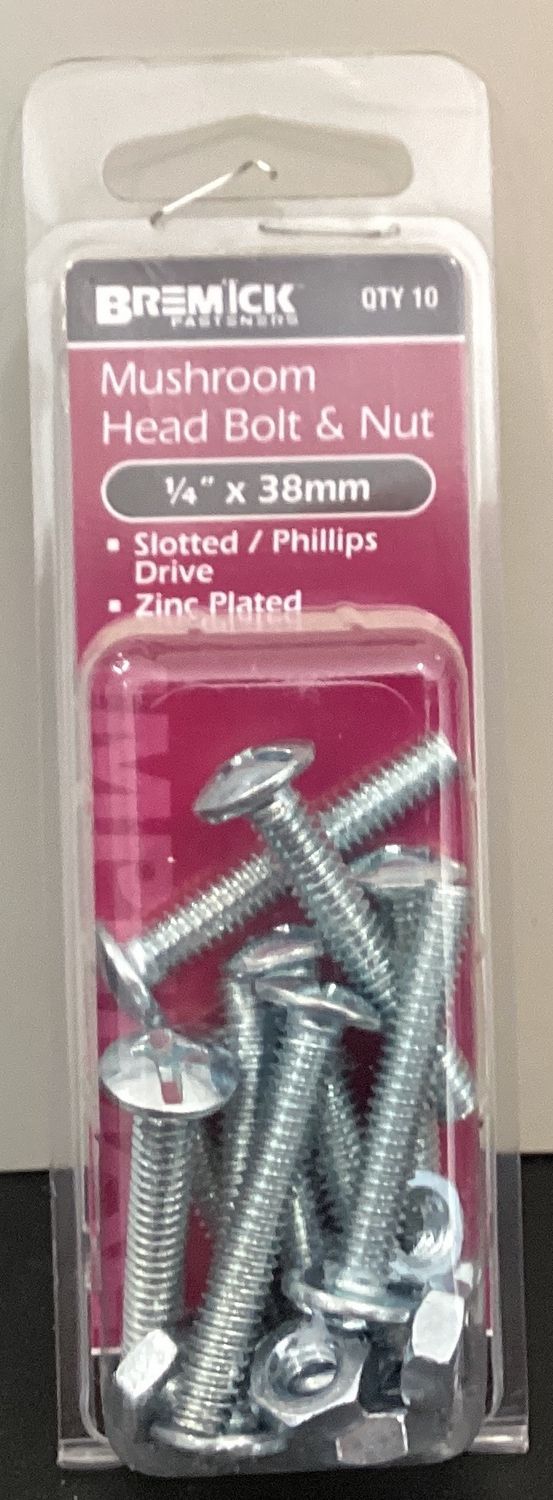 BREMICK QTY 10
FASTENERS
Mushroom
Head Bolt & Nut
¼" x 38mm
▪ Slotted / Phillips
Drive
▪ Zinc Plated